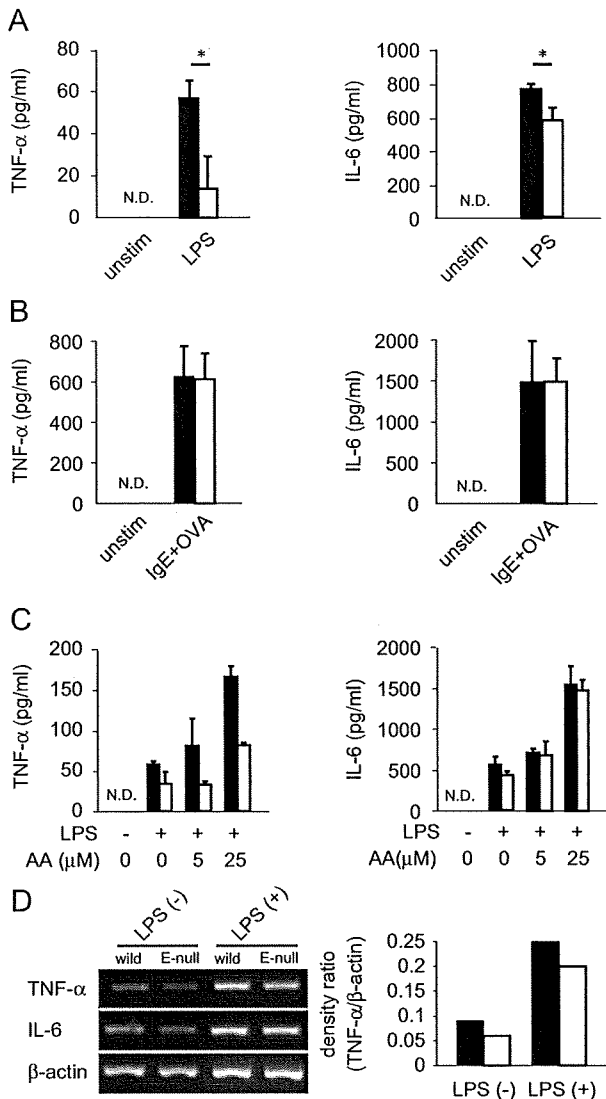 A
TNF-α (pg/ml)
80
60
40
20
0
N.D.
*
unstim
LPS
IL-6 (pg/ml)
1000
800
600
400
200
0
N.D.
*
unstim
LPS
B
TNF-α (pg/ml)
800
600
400
200
0
N.D.
unstim
IgE+OVA
IL-6 (pg/ml)
2000
1500
1000
500
0
N.D.
unstim
IgE+OVA
C
TNF-α (pg/ml)
200
150
100
50
0
N.D.
LPS - + + +
AA (μM) 0 0 5 25
IL-6 (pg/ml)
2000
1500
1000
500
0
N.D.
LPS - + + +
AA(μM) 0 0 5 25
D
LPS (-) LPS (+)
wild E-null wild E-null
TNF-α
IL-6
β-actin
density ratio
(TNF-α/β-actin)
0.25
0.2
0.15
0.1
0.05
0
LPS (-) LPS (+)